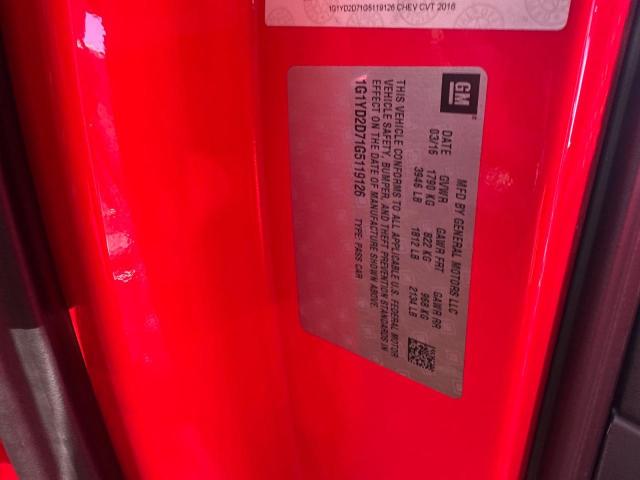 1G1YD2D71G5119126 CHEV CVT 2016
GM
MFD BY GENERAL MOTORS LLC
DATE GVWR GAWR FRT GAWR RR
03/16 1790 KG 822 KG 968 KG
3946 LB 1812 LB 2134 LB
THIS VEHICLE CONFORMS TO ALL APPLICABLE U.S. FEDERAL MOTOR
VEHICLE SAFETY, BUMPER, AND THEFT PREVENTION STANDARDS IN
EFFECT ON THE DATE OF MANUFACTURE SHOWN ABOVE.
1G1YD2D71G5119126 TYPE: PASS CAR